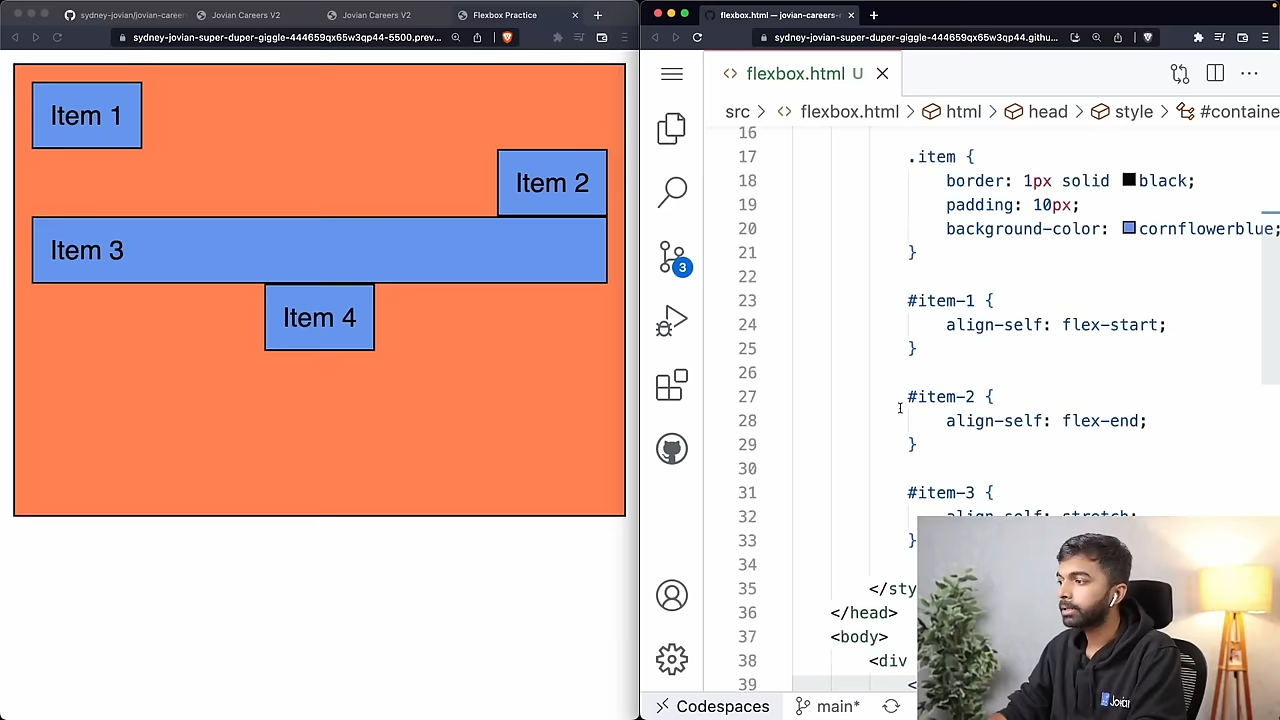 sydney-jovian/jovian-career
Jovian Careers V2
Jovian Careers V2
Flexbox Practice
sydney-jovian-super-duper-giggle-444659qx65w3qp44-5500.prev...
Item 1
Item 2
Item 3
Item 4
flexbox.html — jovian-careers-
sydney-jovian-super-duper-giggle-444659qx65w3qp44.githu...
flexbox.html U
src > flexbox.html > html > head > style > #containe
16
17 .item {
18 border: 1px solid black;
19 padding: 10px;
20 background-color: cornflowerblue;
21 }
22
23 #item-1 {
24 align-self: flex-start;
25 }
26
27 #item-2 {
28 align-self: flex-end;
29 }
30
31 #item-3 {
32 align-self: stretch;
33 }
34
35 </sty
36 </head>
37 <body>
38 <div
39 <
3
Codespaces
main*
Jovian